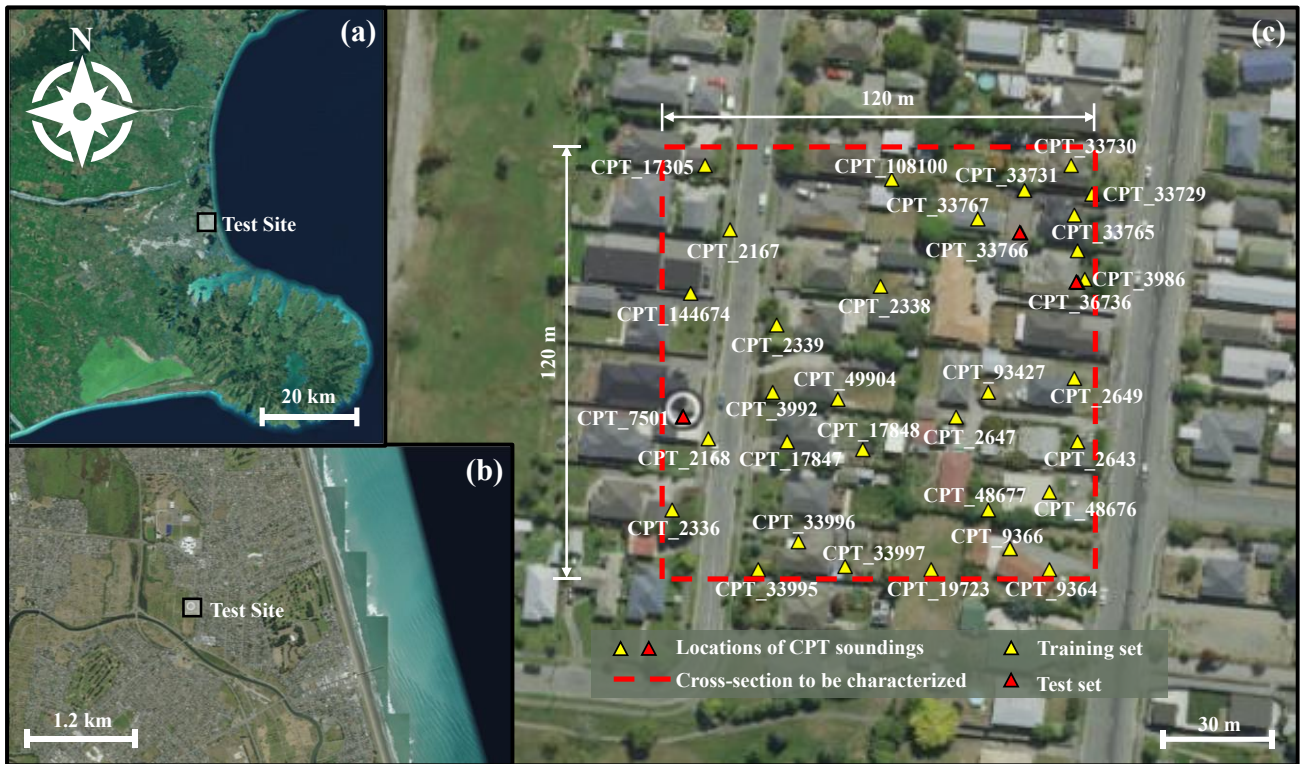 (a)
N
Test Site
20 km
(b)
Test Site
1.2 km
(c)
120 m
120 m
CPT_33730
CPT_17305
CPT_108100
CPT_33731
CPT_33729
CPT_33767
CPT_33765
CPT_2167
CPT_33766
CPT_3986
CPT_36736
CPT_144674
CPT_2338
CPT_2339
CPT_93427
CPT_49904
CPT_2649
CPT_3992
CPT_7501
CPT_17848
CPT_2647
CPT_2168
CPT_17847
CPT_2643
CPT_48677
CPT_48676
CPT_2336
CPT_33996
CPT_9366
CPT_33997
CPT_33995
CPT_19723
CPT_9364
Locations of CPT soundings
Training set
Cross-section to be characterized
Test set
30 m